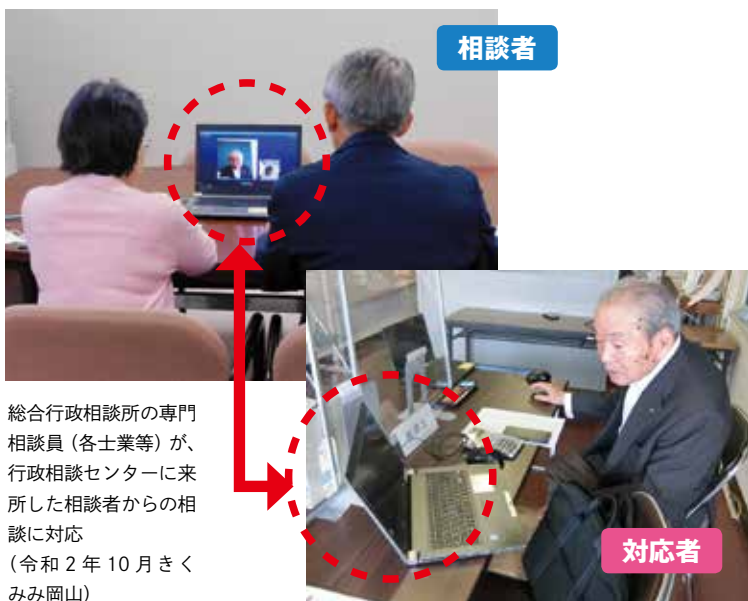 相談者
総合行政相談所の専門
相談員(各士業等)が、
行政相談センターに来
所した相談者からの相
談に対応
(令和2年10月きく
みみ岡山)
対応者